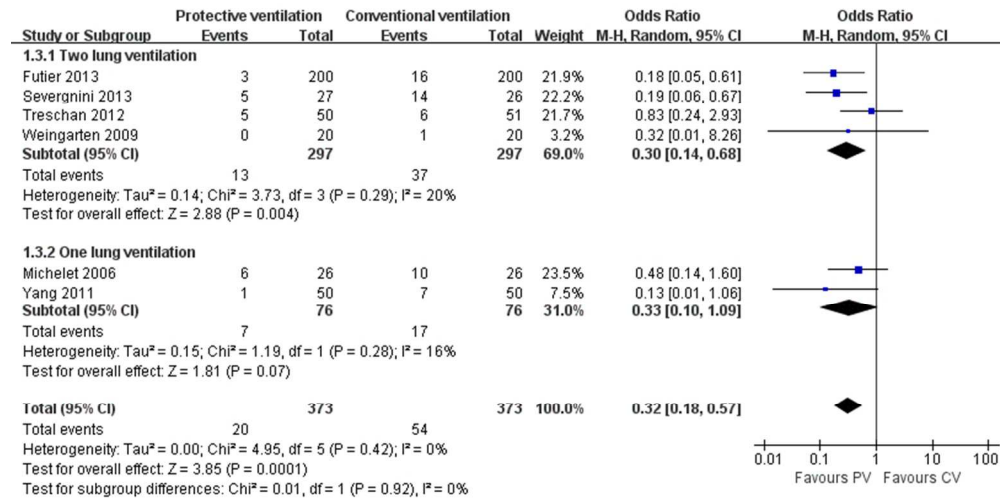 Protective ventilation Conventional ventilation Odds Ratio Odds Ratio
Study or Subgroup Events Total Events Total Weight M-H, Random, 95% CI M-H, Random, 95% CI
1.3.1 Two lung ventilation
Futier 2013 3 200 16 200 21.9% 0.18 [0.05, 0.61]
Severgnini 2013 5 27 14 26 22.2% 0.19 [0.06, 0.67]
Treschan 2012 5 50 6 51 21.7% 0.83 [0.24, 2.93]
Weingarten 2009 0 20 1 20 3.2% 0.32 [0.01, 8.26]
Subtotal (95% CI) 297 297 69.0% 0.30 [0.14, 0.68]
Total events 13 37
Heterogeneity: Tau² = 0.14; Chi² = 3.73, df = 3 (P = 0.29); I² = 20%
Test for overall effect: Z = 2.88 (P = 0.004)
1.3.2 One lung ventilation
Michelet 2006 6 26 10 26 23.5% 0.48 [0.14, 1.60]
Yang 2011 1 50 7 50 7.5% 0.13 [0.01, 1.06]
Subtotal (95% CI) 76 76 31.0% 0.33 [0.10, 1.09]
Total events 7 17
Heterogeneity: Tau² = 0.15; Chi² = 1.19, df = 1 (P = 0.28); I² = 16%
Test for overall effect: Z = 1.81 (P = 0.07)
Total (95% CI) 373 373 100.0% 0.32 [0.18, 0.57]
Total events 20 54
Heterogeneity: Tau² = 0.00; Chi² = 4.95, df = 5 (P = 0.42); I² = 0%
Test for overall effect: Z = 3.85 (P = 0.0001)
Test for subgroup differences: Chi² = 0.01, df = 1 (P = 0.92), I² = 0%
0.01 0.1 1 10 100
Favours PV Favours CV